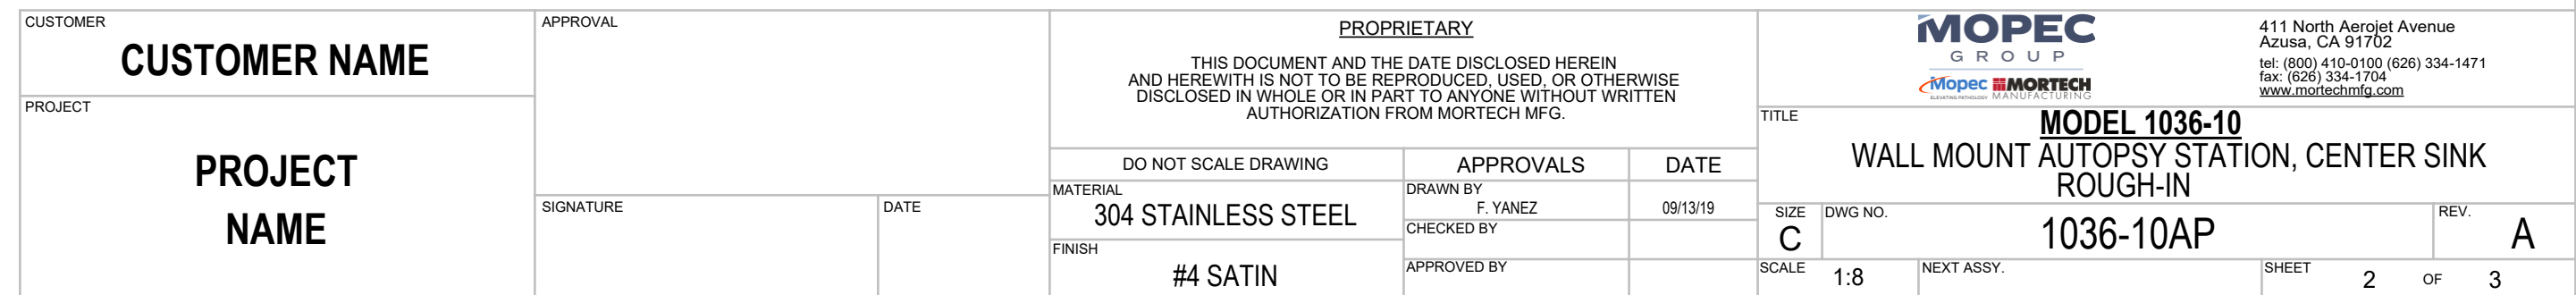 CUSTOMER
CUSTOMER NAME
PROJECT
PROJECT
NAME
APPROVAL
SIGNATURE
DATE
PROPRIETARY
THIS DOCUMENT AND THE DATE DISCLOSED HEREIN
AND HEREWITH IS NOT TO BE REPRODUCED, USED, OR OTHERWISE
DISCLOSED IN WHOLE OR IN PART TO ANYONE WITHOUT WRITTEN
AUTHORIZATION FROM MORTECH MFG.
DO NOT SCALE DRAWING
MATERIAL
304 STAINLESS STEEL
FINISH
#4 SATIN
APPROVALS
DATE
DRAWN BY
F. YANEZ
09/13/19
CHECKED BY
APPROVED BY
MOPEC
GROUP
Mopec
ELEVATING PATHOLOGY
MORTECH
MANUFACTURING
411 North Aerojet Avenue
Azusa, CA 91702
tel: (800) 410-0100 (626) 334-1471
fax: (626) 334-1704
www.mortechmfg.com
TITLE
MODEL 1036-10
WALL MOUNT AUTOPSY STATION, CENTER SINK
ROUGH-IN
SIZE
C
DWG NO.
1036-10AP
REV.
A
SCALE
1:8
NEXT ASSY.
SHEET
2 OF 3